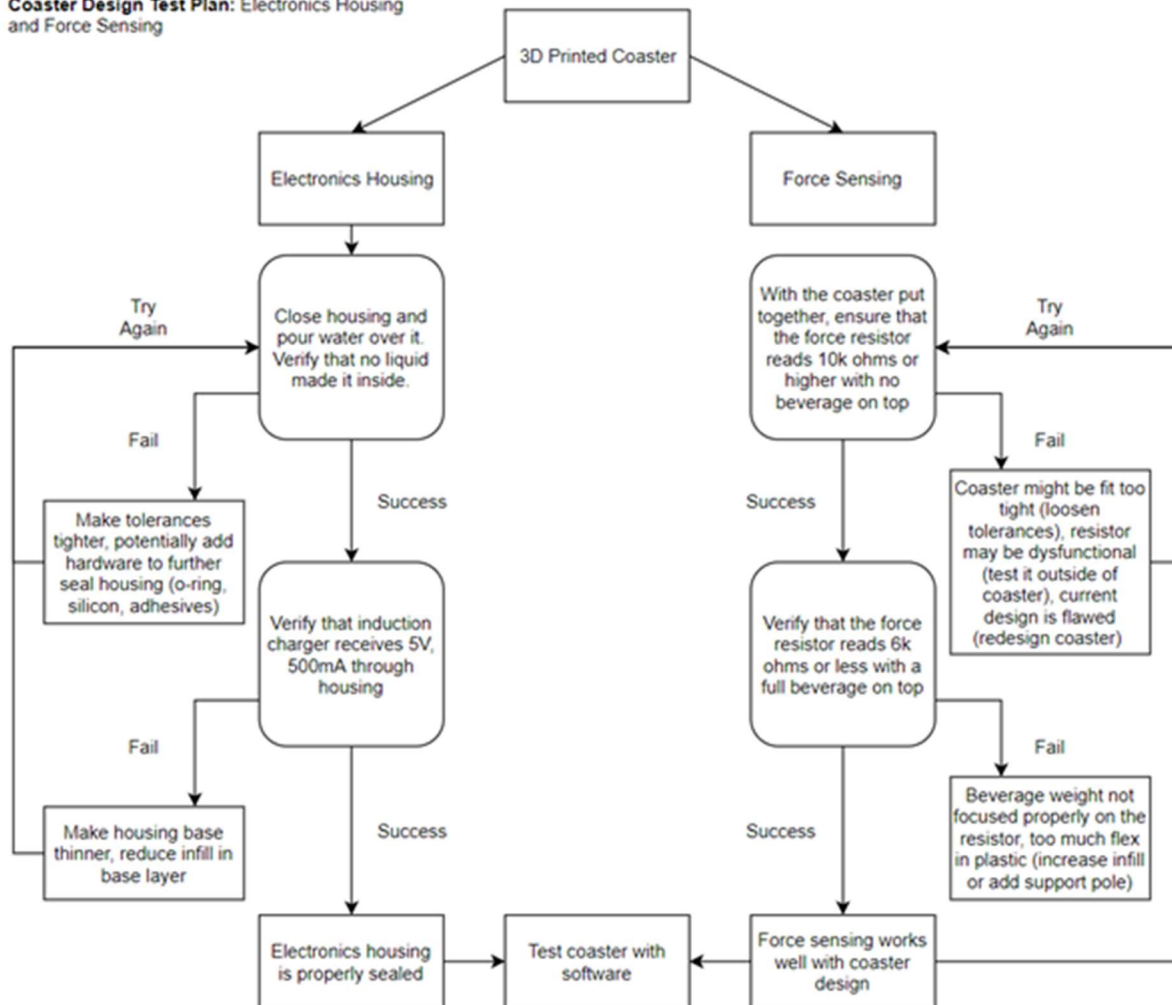 Coaster Design Test Plan: Electronics Housing
and Force Sensing
3D Printed Coaster
Electronics Housing
Force Sensing
Try
Again
Close housing and
pour water over it.
Verify that no liquid
made it inside.
With the coaster put
together, ensure that
the force resistor
reads 10k ohms or
higher with no
beverage on top
Try
Again
Fail
Success
Success
Fail
Make tolerances
tighter, potentially add
hardware to further
seal housing (o-ring,
silicon, adhesives)
Coaster might be fit too
tight (loosen
tolerances), resistor
may be dysfunctional
(test it outside of
coaster), current
design is flawed
(redesign coaster)
Verify that induction
charger receives 5V,
500mA through
housing
Verify that the force
resistor reads 6k
ohms or less with a
full beverage on top
Fail
Success
Success
Fail
Make housing base
thinner, reduce infill in
base layer
Beverage weight not
focused properly on the
resistor, too much flex
in plastic (increase infill
or add support pole)
Electronics housing
is properly sealed
Test coaster with
software
Force sensing works
well with coaster
design